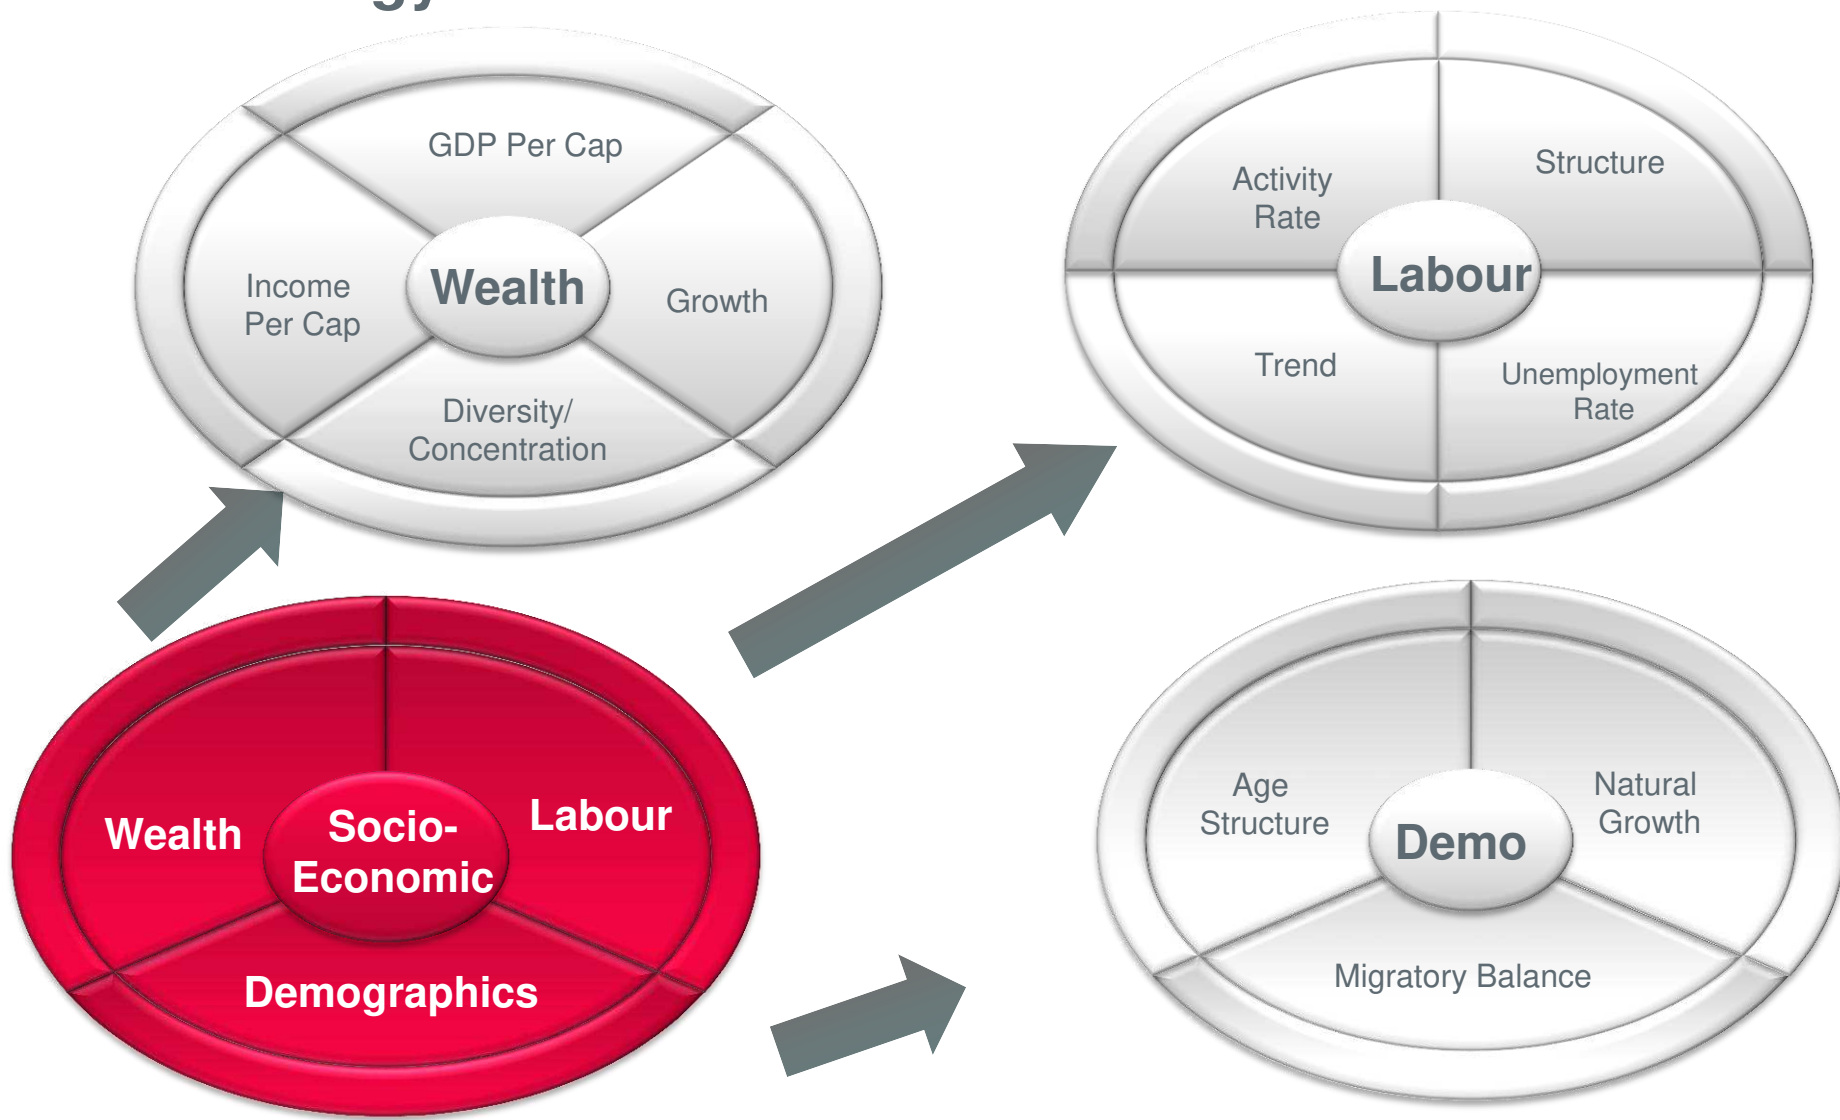 GDP Per Cap
Income
Per Cap
Wealth
Growth
Diversity/
Concentration
Activity
Rate
Structure
Labour
Trend
Unemployment
Rate
Wealth
Socio-
Economic
Labour
Demographics
Age
Structure
Natural
Growth
Demo
Migratory Balance